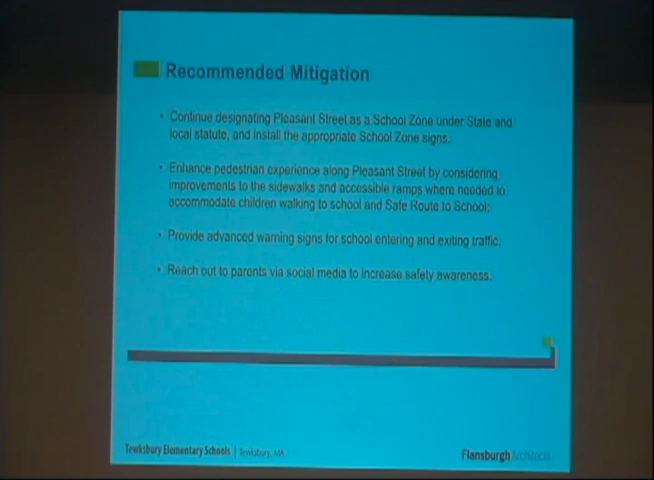 Recommended Mitigation
• Continue designating Pleasant Street as a School Zone under State and
local statute, and install the appropriate School Zone signs.
• Enhance pedestrian experience along Pleasant Street by considering
improvements to the sidewalks and accessible ramps where needed to
accommodate children walking to school and Safe Route to School;
• Provide advanced warning signs for school entering and exiting traffic.
• Reach out to parents via social media to increase safety awareness.
Tewksbury Elementary Schools | Tewksbury, MA
Flansburgh Architects